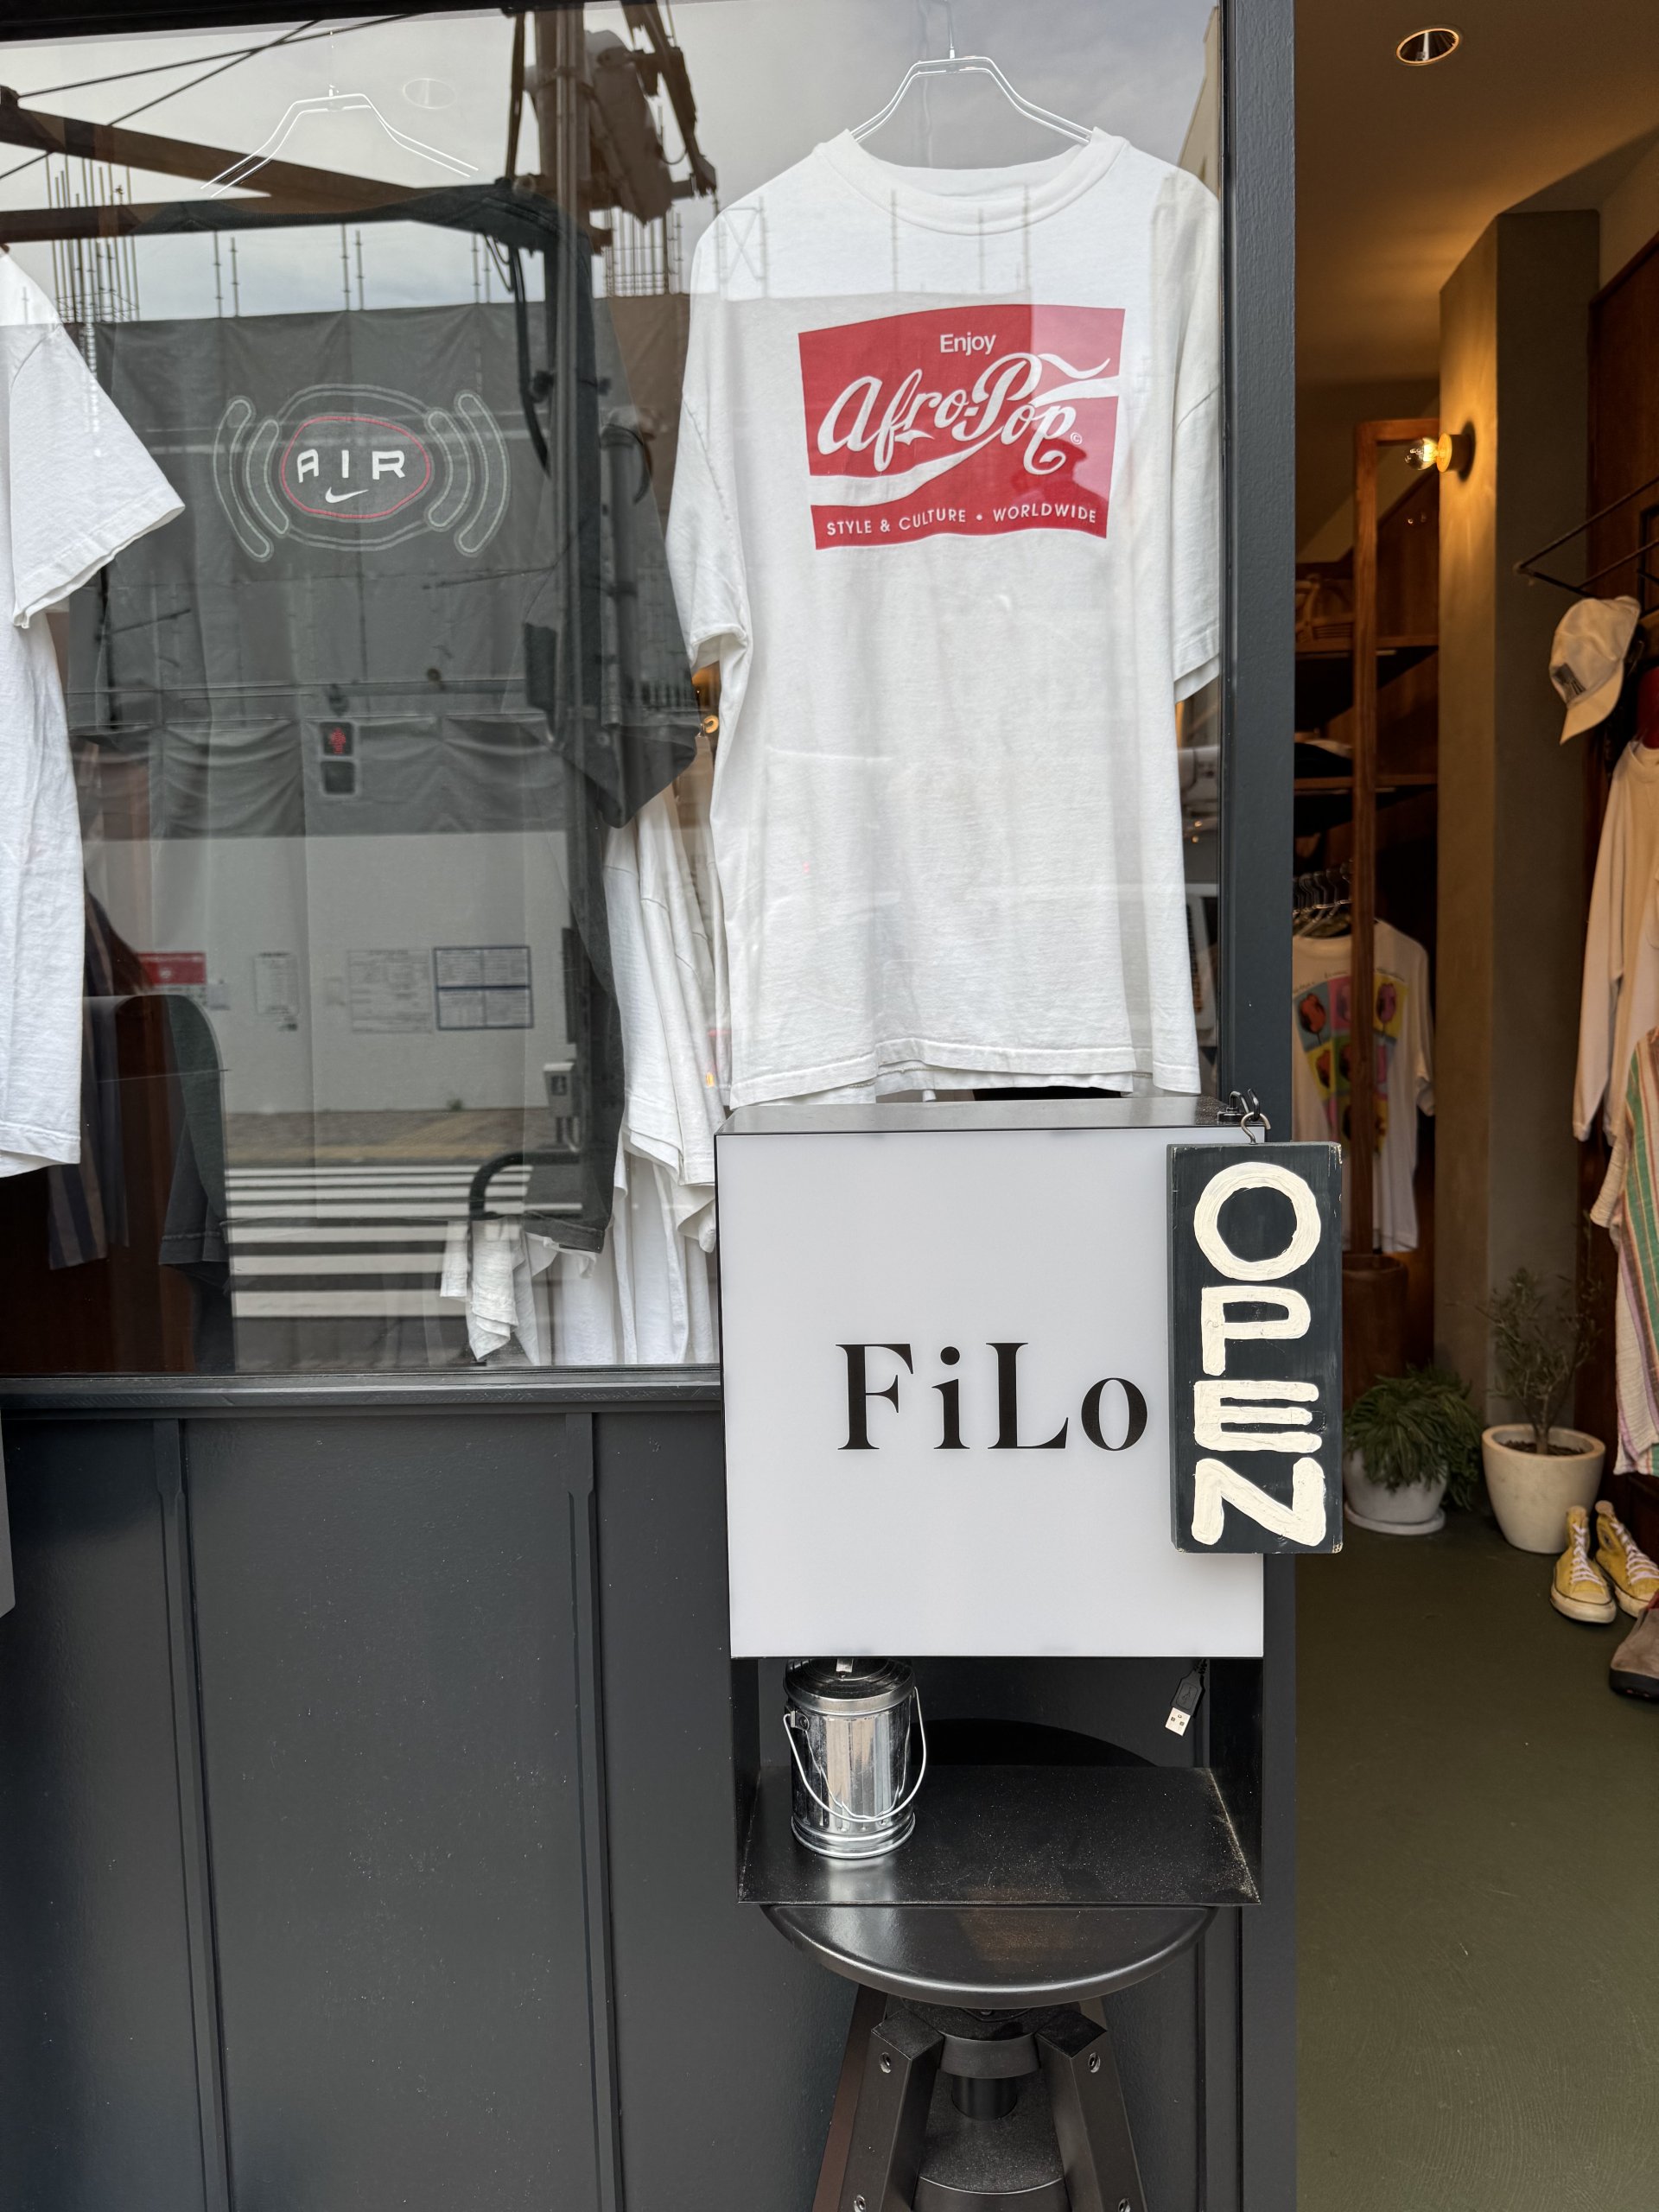 AIR
Enjoy
Afro-Pop©
STYLE & CULTURE • WORLDWIDE
FiLo
OPEN